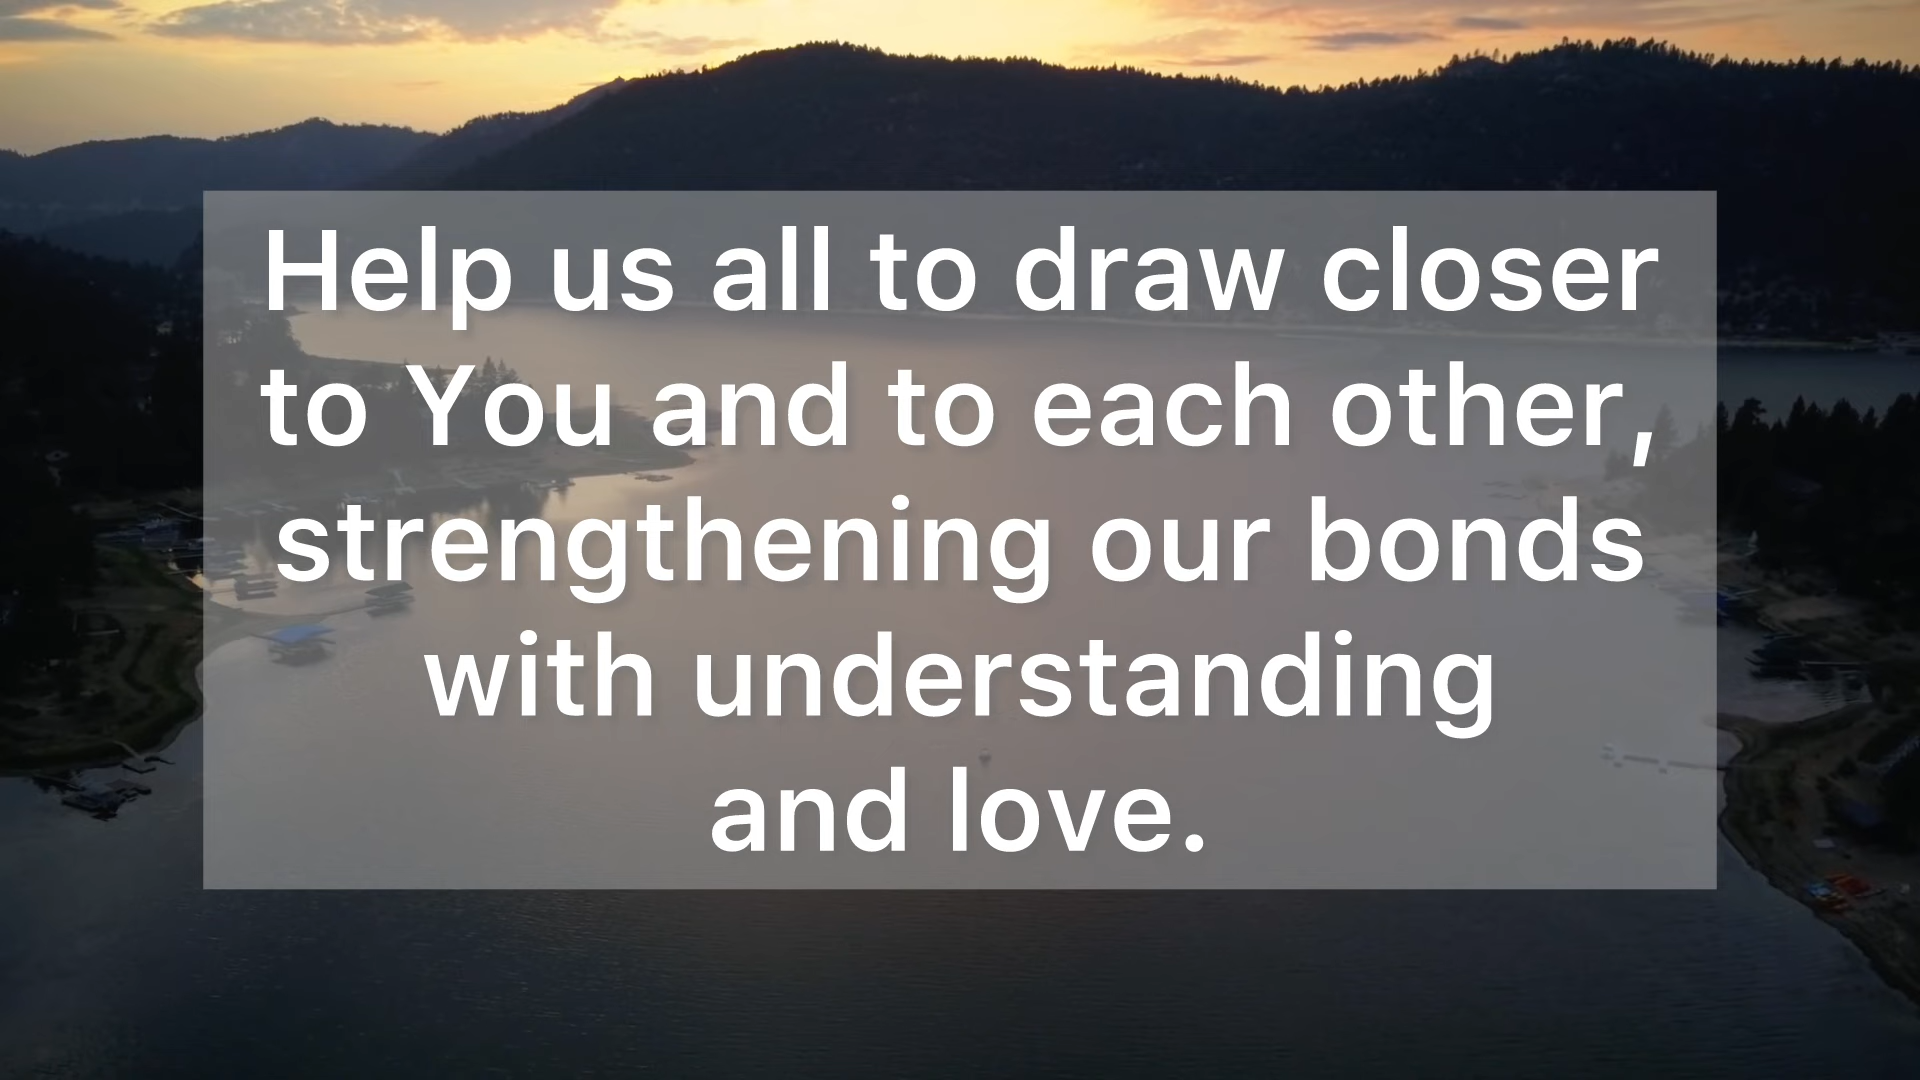 Help us all to draw closer
to You and to each other,
strengthening our bonds
with understanding
and love.